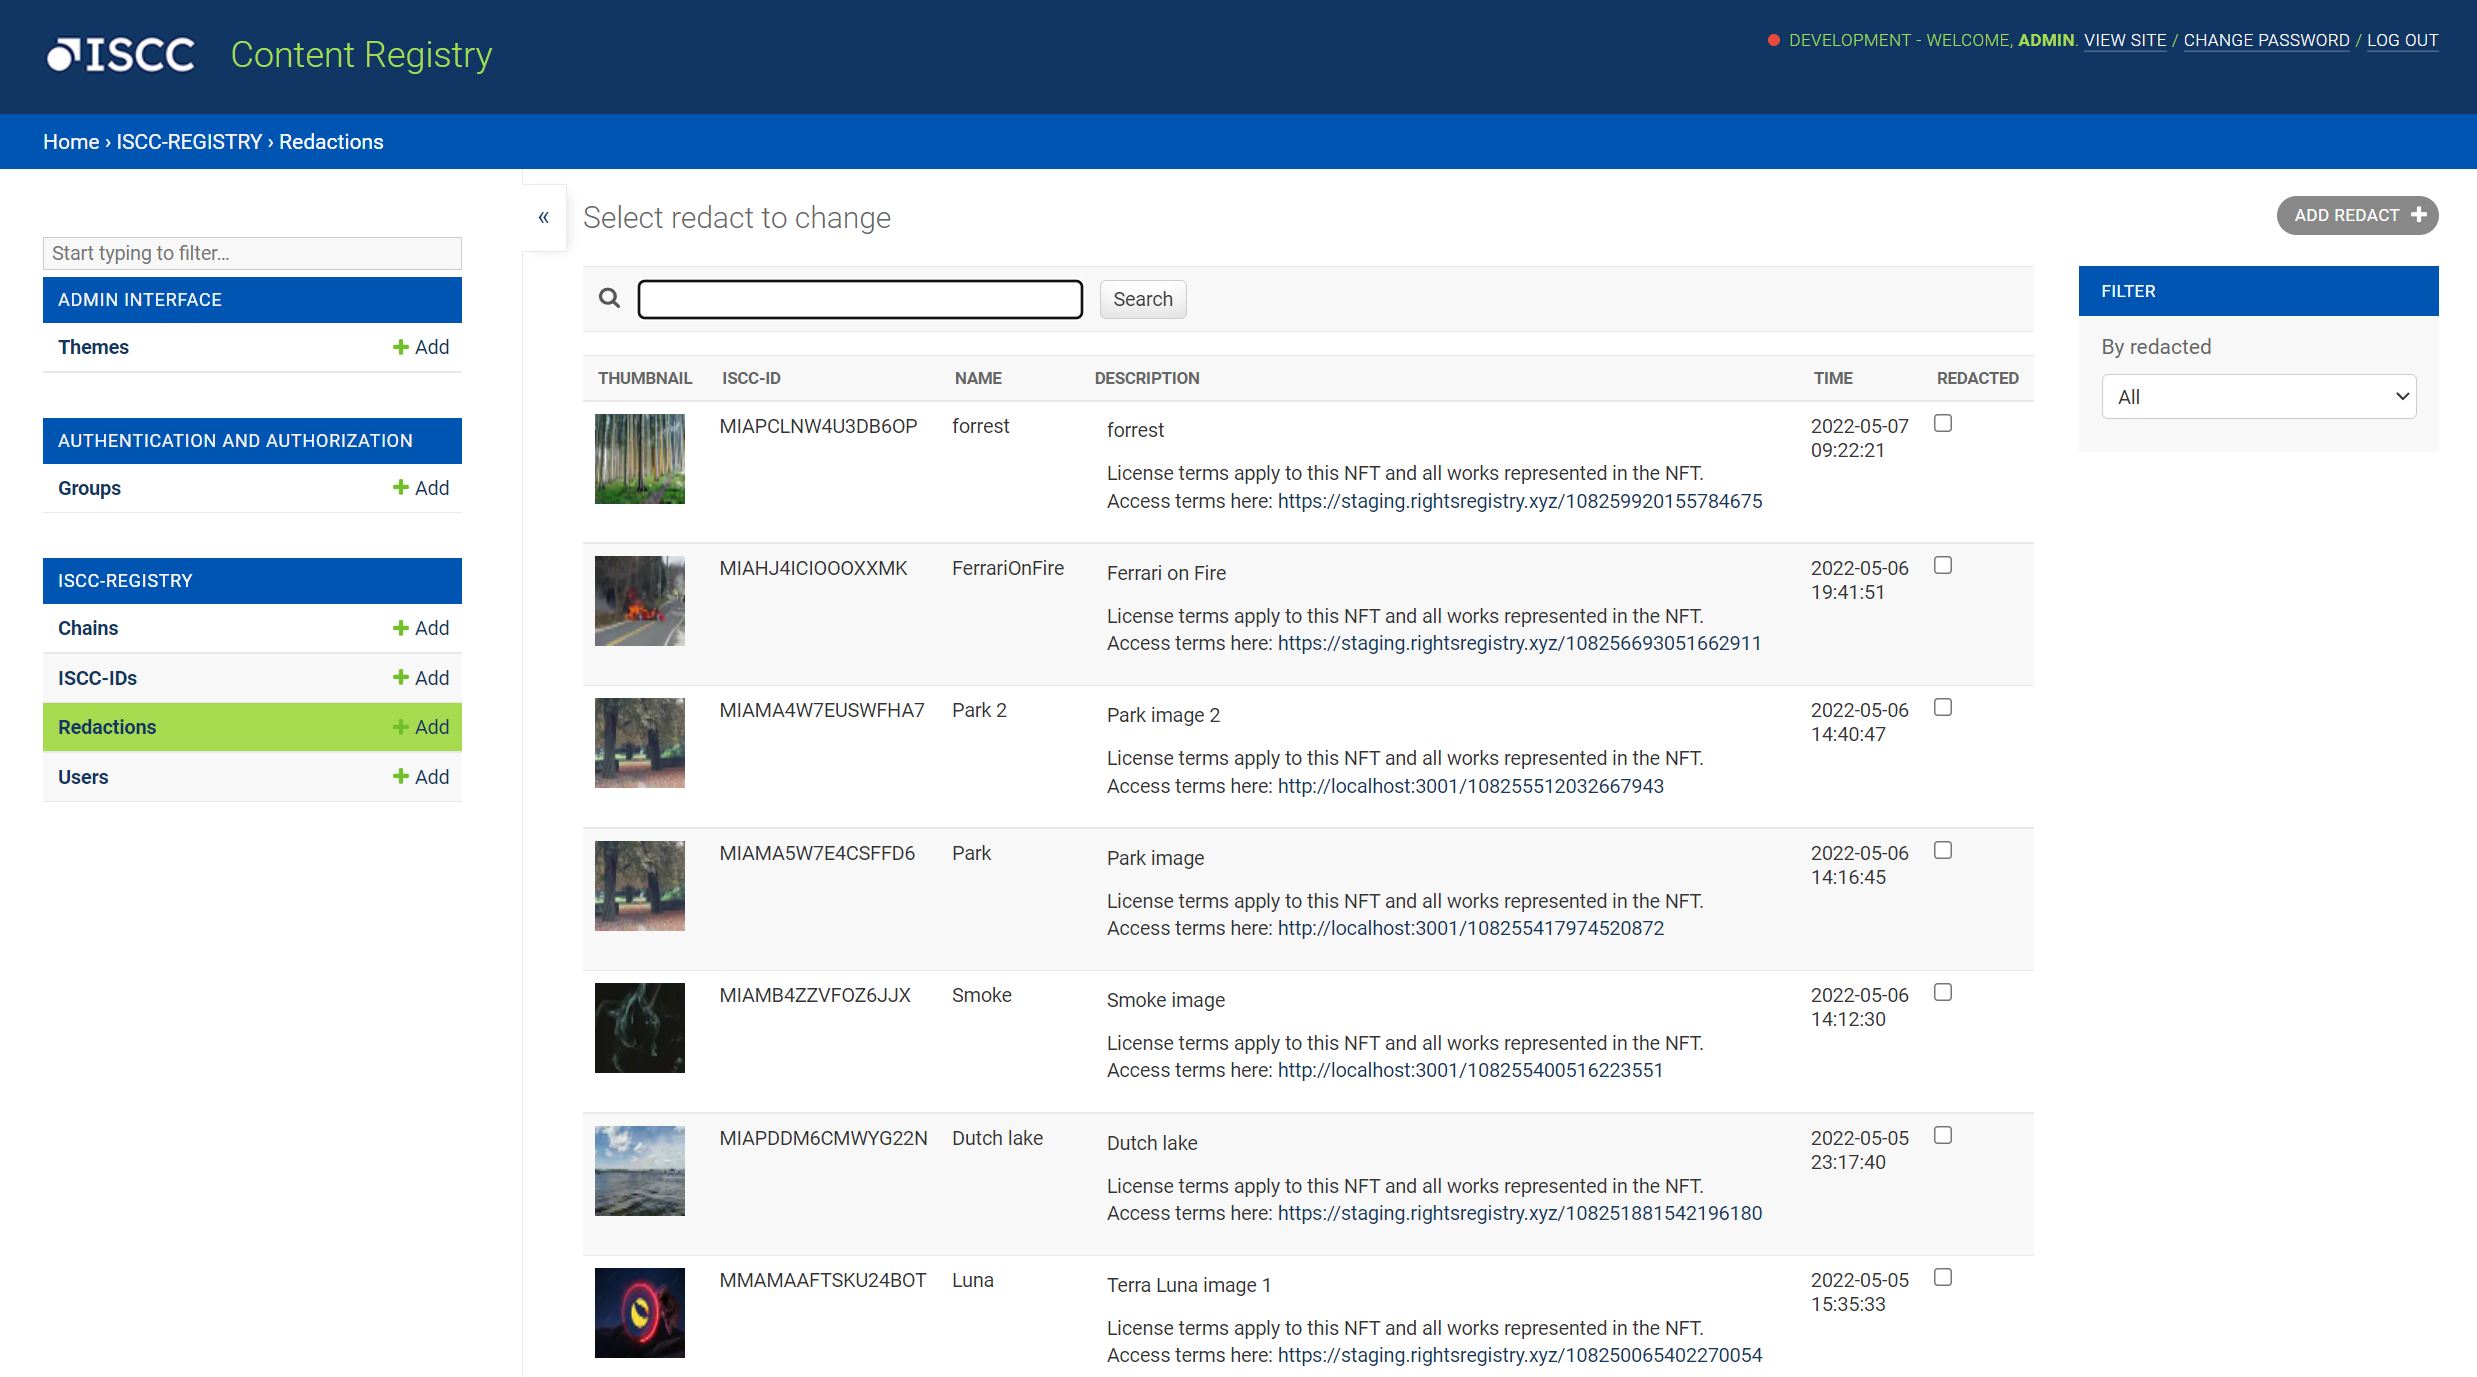 ISCC Content Registry
DEVELOPMENT - WELCOME, ADMIN. VIEW SITE / CHANGE PASSWORD / LOG OUT
Home › ISCC-REGISTRY › Redactions
Start typing to filter...
ADMIN INTERFACE
Themes + Add
AUTHENTICATION AND AUTHORIZATION
Groups + Add
ISCC-REGISTRY
Chains + Add
ISCC-IDs + Add
Redactions + Add
Users + Add
«
Select redact to change
ADD REDACT +
Search
THUMBNAIL ISCC-ID NAME DESCRIPTION TIME REDACTED
MIAPCLNW4U3DB6OP forrest forrest 2022-05-07
09:22:21
License terms apply to this NFT and all works represented in the NFT.
Access terms here: https://staging.rightsregistry.xyz/108259920155784675
MIAHJ4ICIOOOXXMK FerrariOnFire Ferrari on Fire 2022-05-06
19:41:51
License terms apply to this NFT and all works represented in the NFT.
Access terms here: https://staging.rightsregistry.xyz/108256693051662911
MIAMA4W7EUSWFHA7 Park 2 Park image 2 2022-05-06
14:40:47
License terms apply to this NFT and all works represented in the NFT.
Access terms here: http://localhost:3001/108255512032667943
MIAMA5W7E4CSFFD6 Park Park image 2022-05-06
14:16:45
License terms apply to this NFT and all works represented in the NFT.
Access terms here: http://localhost:3001/108255417974520872
MIAMB4ZZVFOZ6JJX Smoke Smoke image 2022-05-06
14:12:30
License terms apply to this NFT and all works represented in the NFT.
Access terms here: http://localhost:3001/108255400516223551
MIAPDDM6CMWYG22N Dutch lake Dutch lake 2022-05-05
23:17:40
License terms apply to this NFT and all works represented in the NFT.
Access terms here: https://staging.rightsregistry.xyz/108251881542196180
MMAMAAFTSKU24BOT Luna Terra Luna image 1 2022-05-05
15:35:33
License terms apply to this NFT and all works represented in the NFT.
Access terms here: https://staging.rightsregistry.xyz/108250065402270054
FILTER
By redacted
All